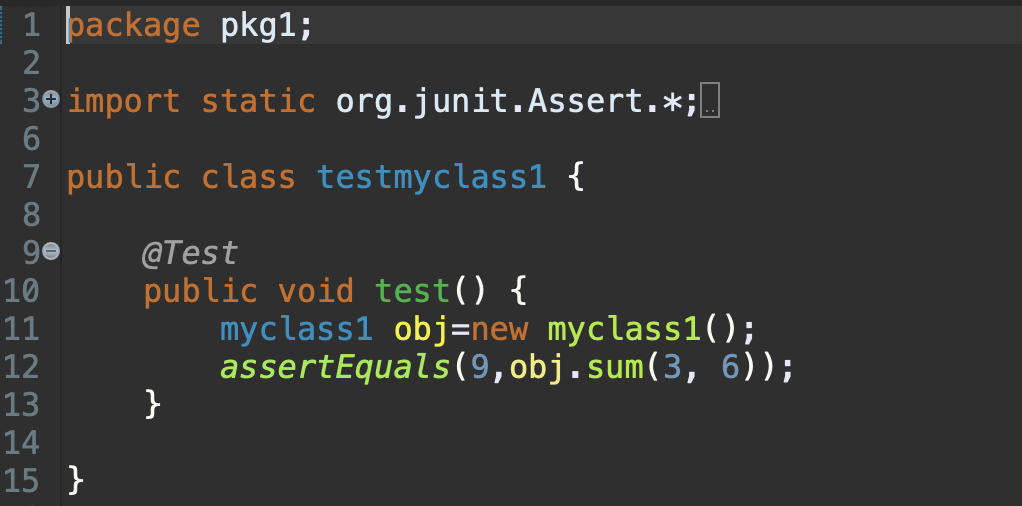 1 package pkg1;
2
3 import static org.junit.Assert.*;
6
7 public class testmyclass1 {
8
9     @Test
10     public void test() {
11         myclass1 obj=new myclass1();
12         assertEquals(9,obj.sum(3, 6));
13     }
14
15 }